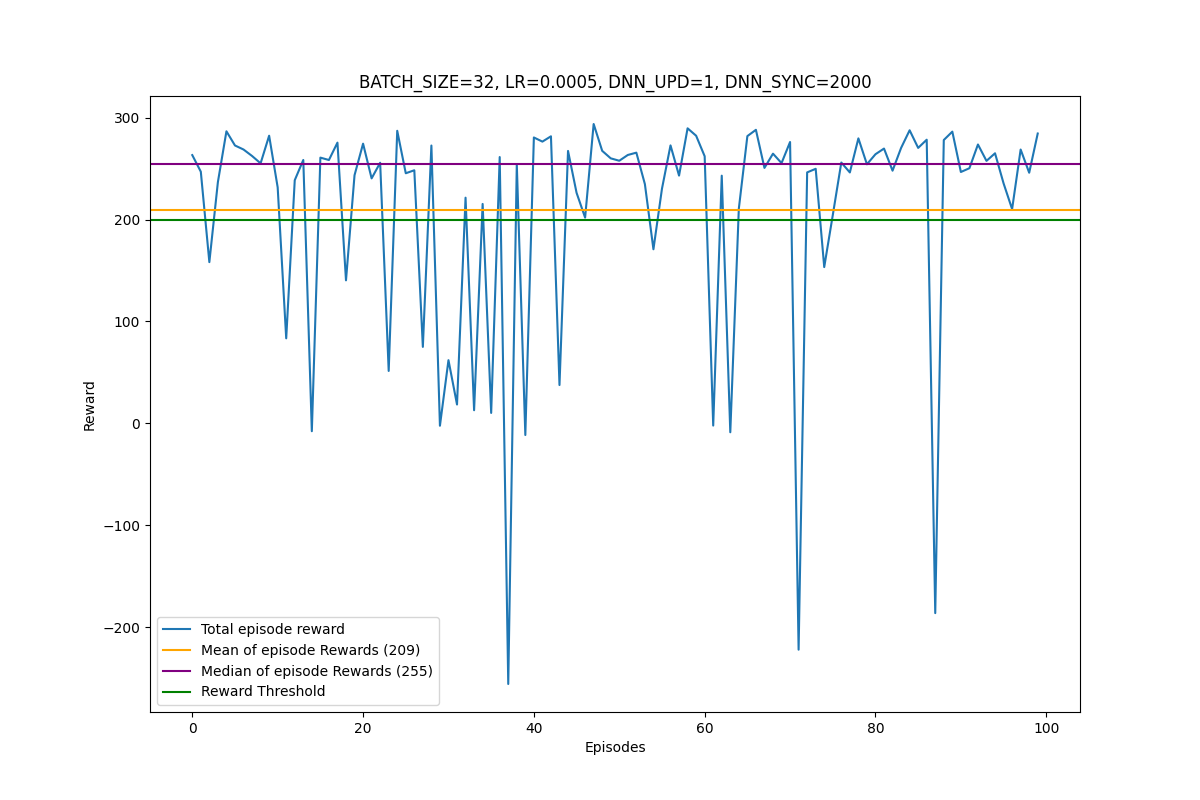 BATCH_SIZE=32, LR=0.0005, DNN_UPD=1, DNN_SYNC=2000
300
200
100
0
−100
−200
Reward
Total episode reward
Mean of episode Rewards (209)
Median of episode Rewards (255)
Reward Threshold
0 20 40 60 80 100
Episodes